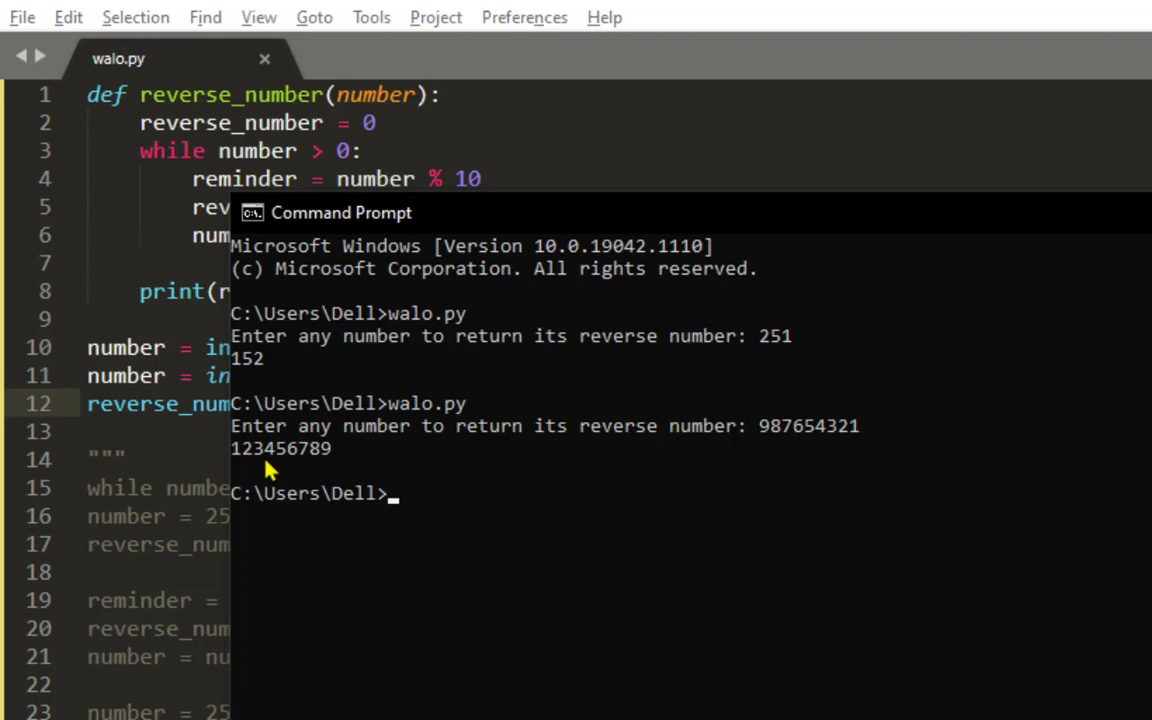 File Edit Selection Find View Goto Tools Project Preferences Help
walo.py
1 def reverse_number(number):
2 reverse_number = 0
3 while number > 0:
4 reminder = number % 10
5 rev
6 num
7
8 print(r
9
10 number = in
11 number = in
12 reverse_num
13
14 """
15 while numbe
16 number = 25
17 reverse_num
18
19 reminder =
20 reverse_num
21 number = nu
22
23 number = 25
Command Prompt
Microsoft Windows [Version 10.0.19042.1110]
(c) Microsoft Corporation. All rights reserved.
C:\Users\Dell>walo.py
Enter any number to return its reverse number: 251
152
C:\Users\Dell>walo.py
Enter any number to return its reverse number: 987654321
123456789
C:\Users\Dell>